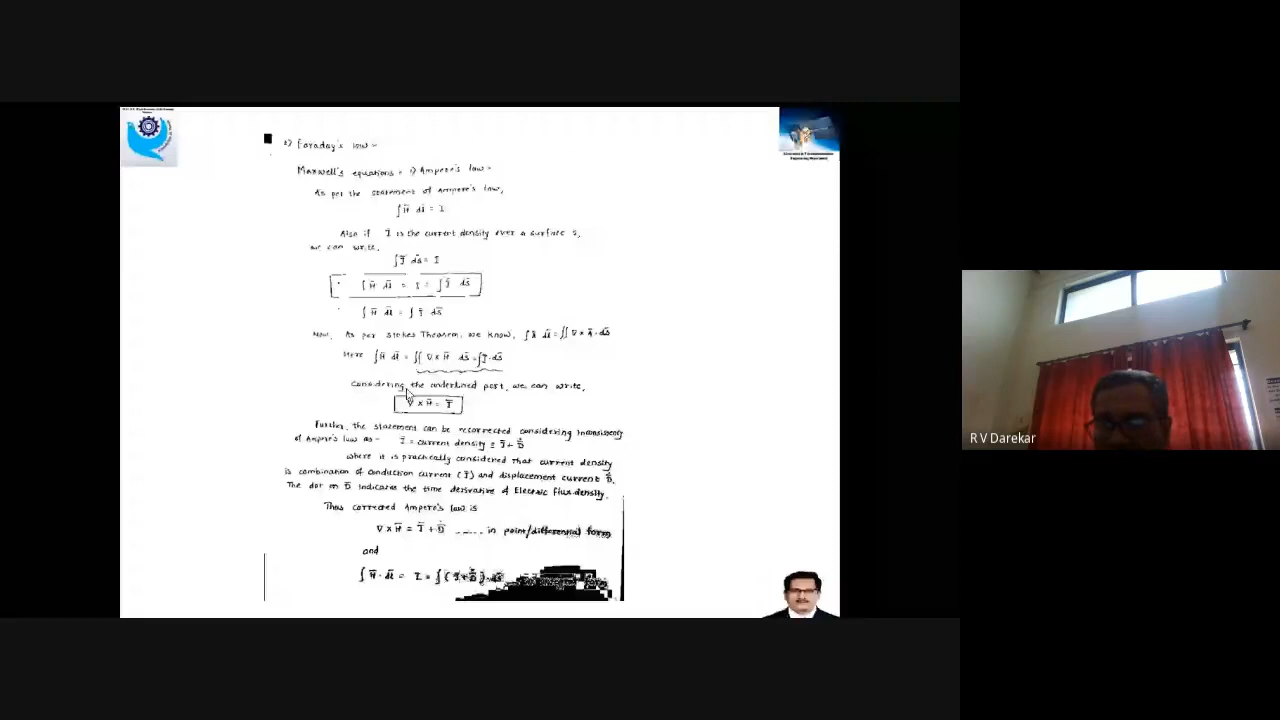 2) Faraday's law -
Maxwell's equations - 1) Ampere's law -
As per the statement of Ampere's law,
∫ H̄ dl̄ = I
Also if J̄ is the current density over a surface s,
we can write,
∫ J̄ ds̄ = I
∫ H̄ dl̄ = I = ∫ J̄ ds̄
∫ H̄ dl̄ = ∫ J̄ ds̄
Now, As per stokes Theorem, we know, ∫ Ā dl̄ = ∬ ∇ × Ā · ds̄
Here ∫ H̄ dl̄ = ∬ ∇ × H̄ ds̄ = ∫ J̄ · ds̄
Considering the underlined part, we can write,
∇ × H̄ = J̄
Further, the statement can be recorrected considering inconsistency
of Ampere's law as - J̄ = current density = J̄ + Ḋ
where it is practically considered that current density
is combination of conduction current (J̄) and displacement current Ḋ.
The dot on D̄ indicates the time derivative of Electric Flux density.
Thus corrected Ampere's law is
∇ × H̄ = J̄ + Ḋ ...... in point/differential form
and
∫ H̄ · dl̄ = I = ∫ (J̄ + Ḋ) · ds̄
R V Darekar